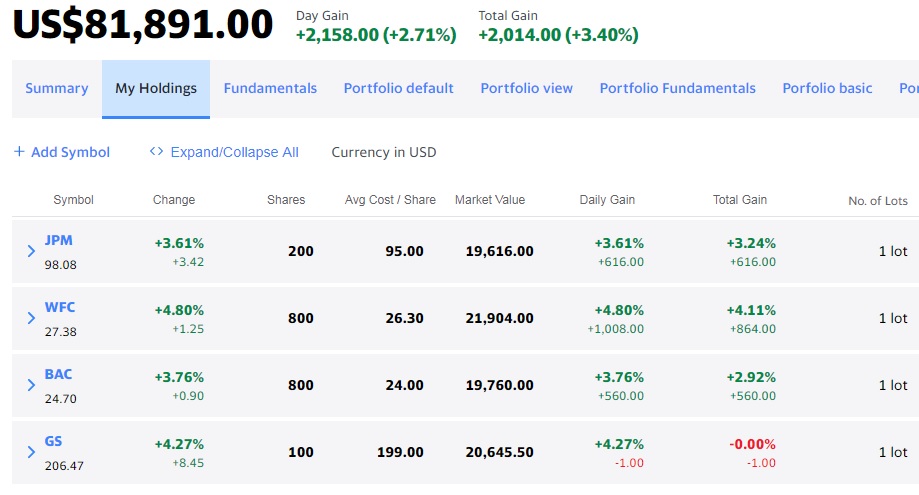 US$81,891.00
Day Gain
+2,158.00 (+2.71%)
Total Gain
+2,014.00 (+3.40%)
Summary My Holdings Fundamentals Portfolio default Portfolio view Portfolio Fundamentals Porfolio basic Por
+ Add Symbol <> Expand/Collapse All Currency in USD
Symbol Change Shares Avg Cost / Share Market Value Daily Gain Total Gain No. of Lots
JPM +3.61% 200 95.00 19,616.00 +3.61% +3.24% 1 lot
98.08 +3.42 +616.00 +616.00
WFC +4.80% 800 26.30 21,904.00 +4.80% +4.11% 1 lot
27.38 +1.25 +1,008.00 +864.00
BAC +3.76% 800 24.00 19,760.00 +3.76% +2.92% 1 lot
24.70 +0.90 +560.00 +560.00
GS +4.27% 100 199.00 20,645.50 +4.27% -0.00% 1 lot
206.47 +8.45 -1.00 -1.00